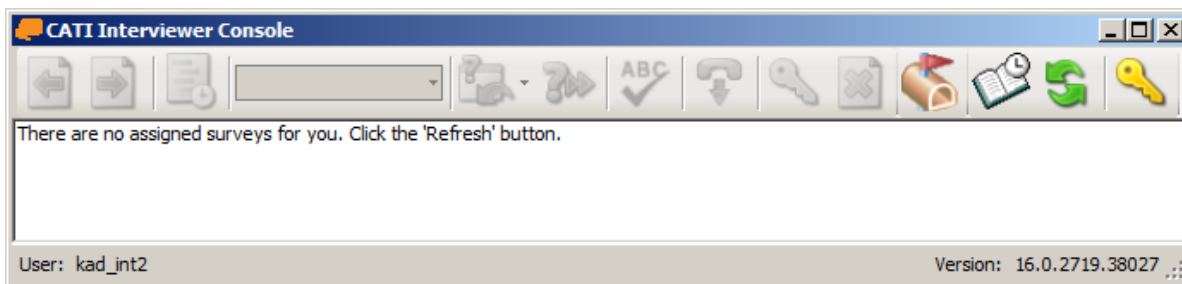 CATI Interviewer Console
ABC
There are no assigned surveys for you. Click the 'Refresh' button.
User: kad_int2
Version: 16.0.2719.38027